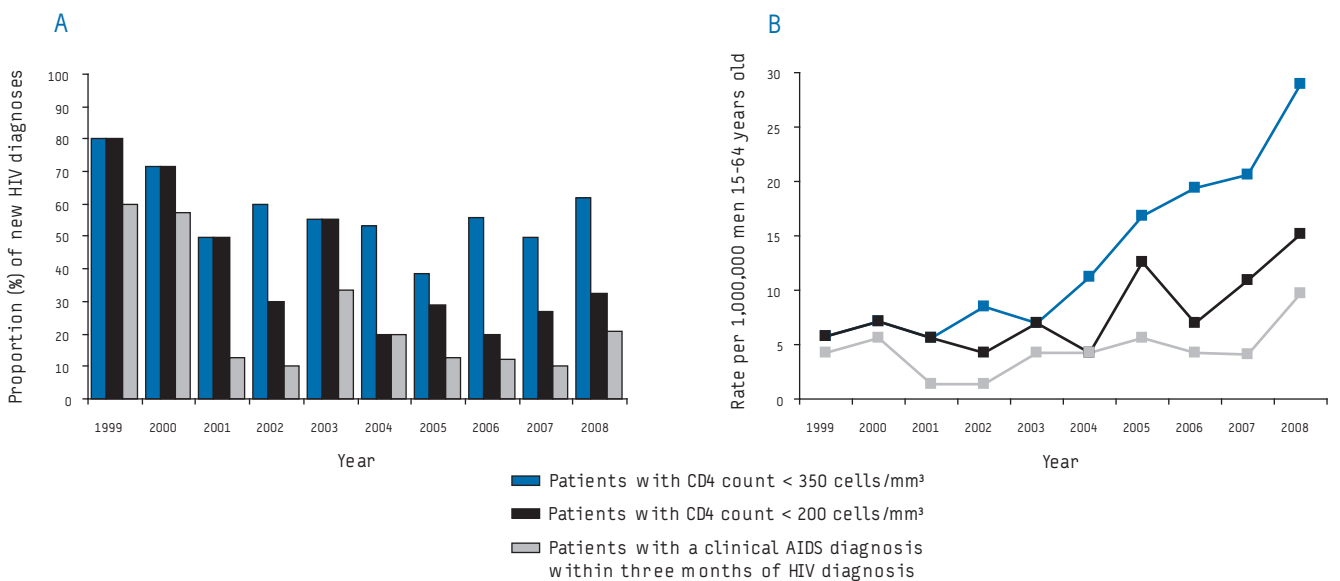 A
Proportion (%) of new HIV diagnoses
100
90
80
70
60
50
40
30
20
10
0
1999 2000 2001 2002 2003 2004 2005 2006 2007 2008
Year
B
Rate per 1,000,000 men 15-64 years old
30
25
20
15
10
5
0
1999 2000 2001 2002 2003 2004 2005 2006 2007 2008
Year
Patients with CD4 count < 350 cells/mm³
Patients with CD4 count < 200 cells/mm³
Patients with a clinical AIDS diagnosis
within three months of HIV diagnosis